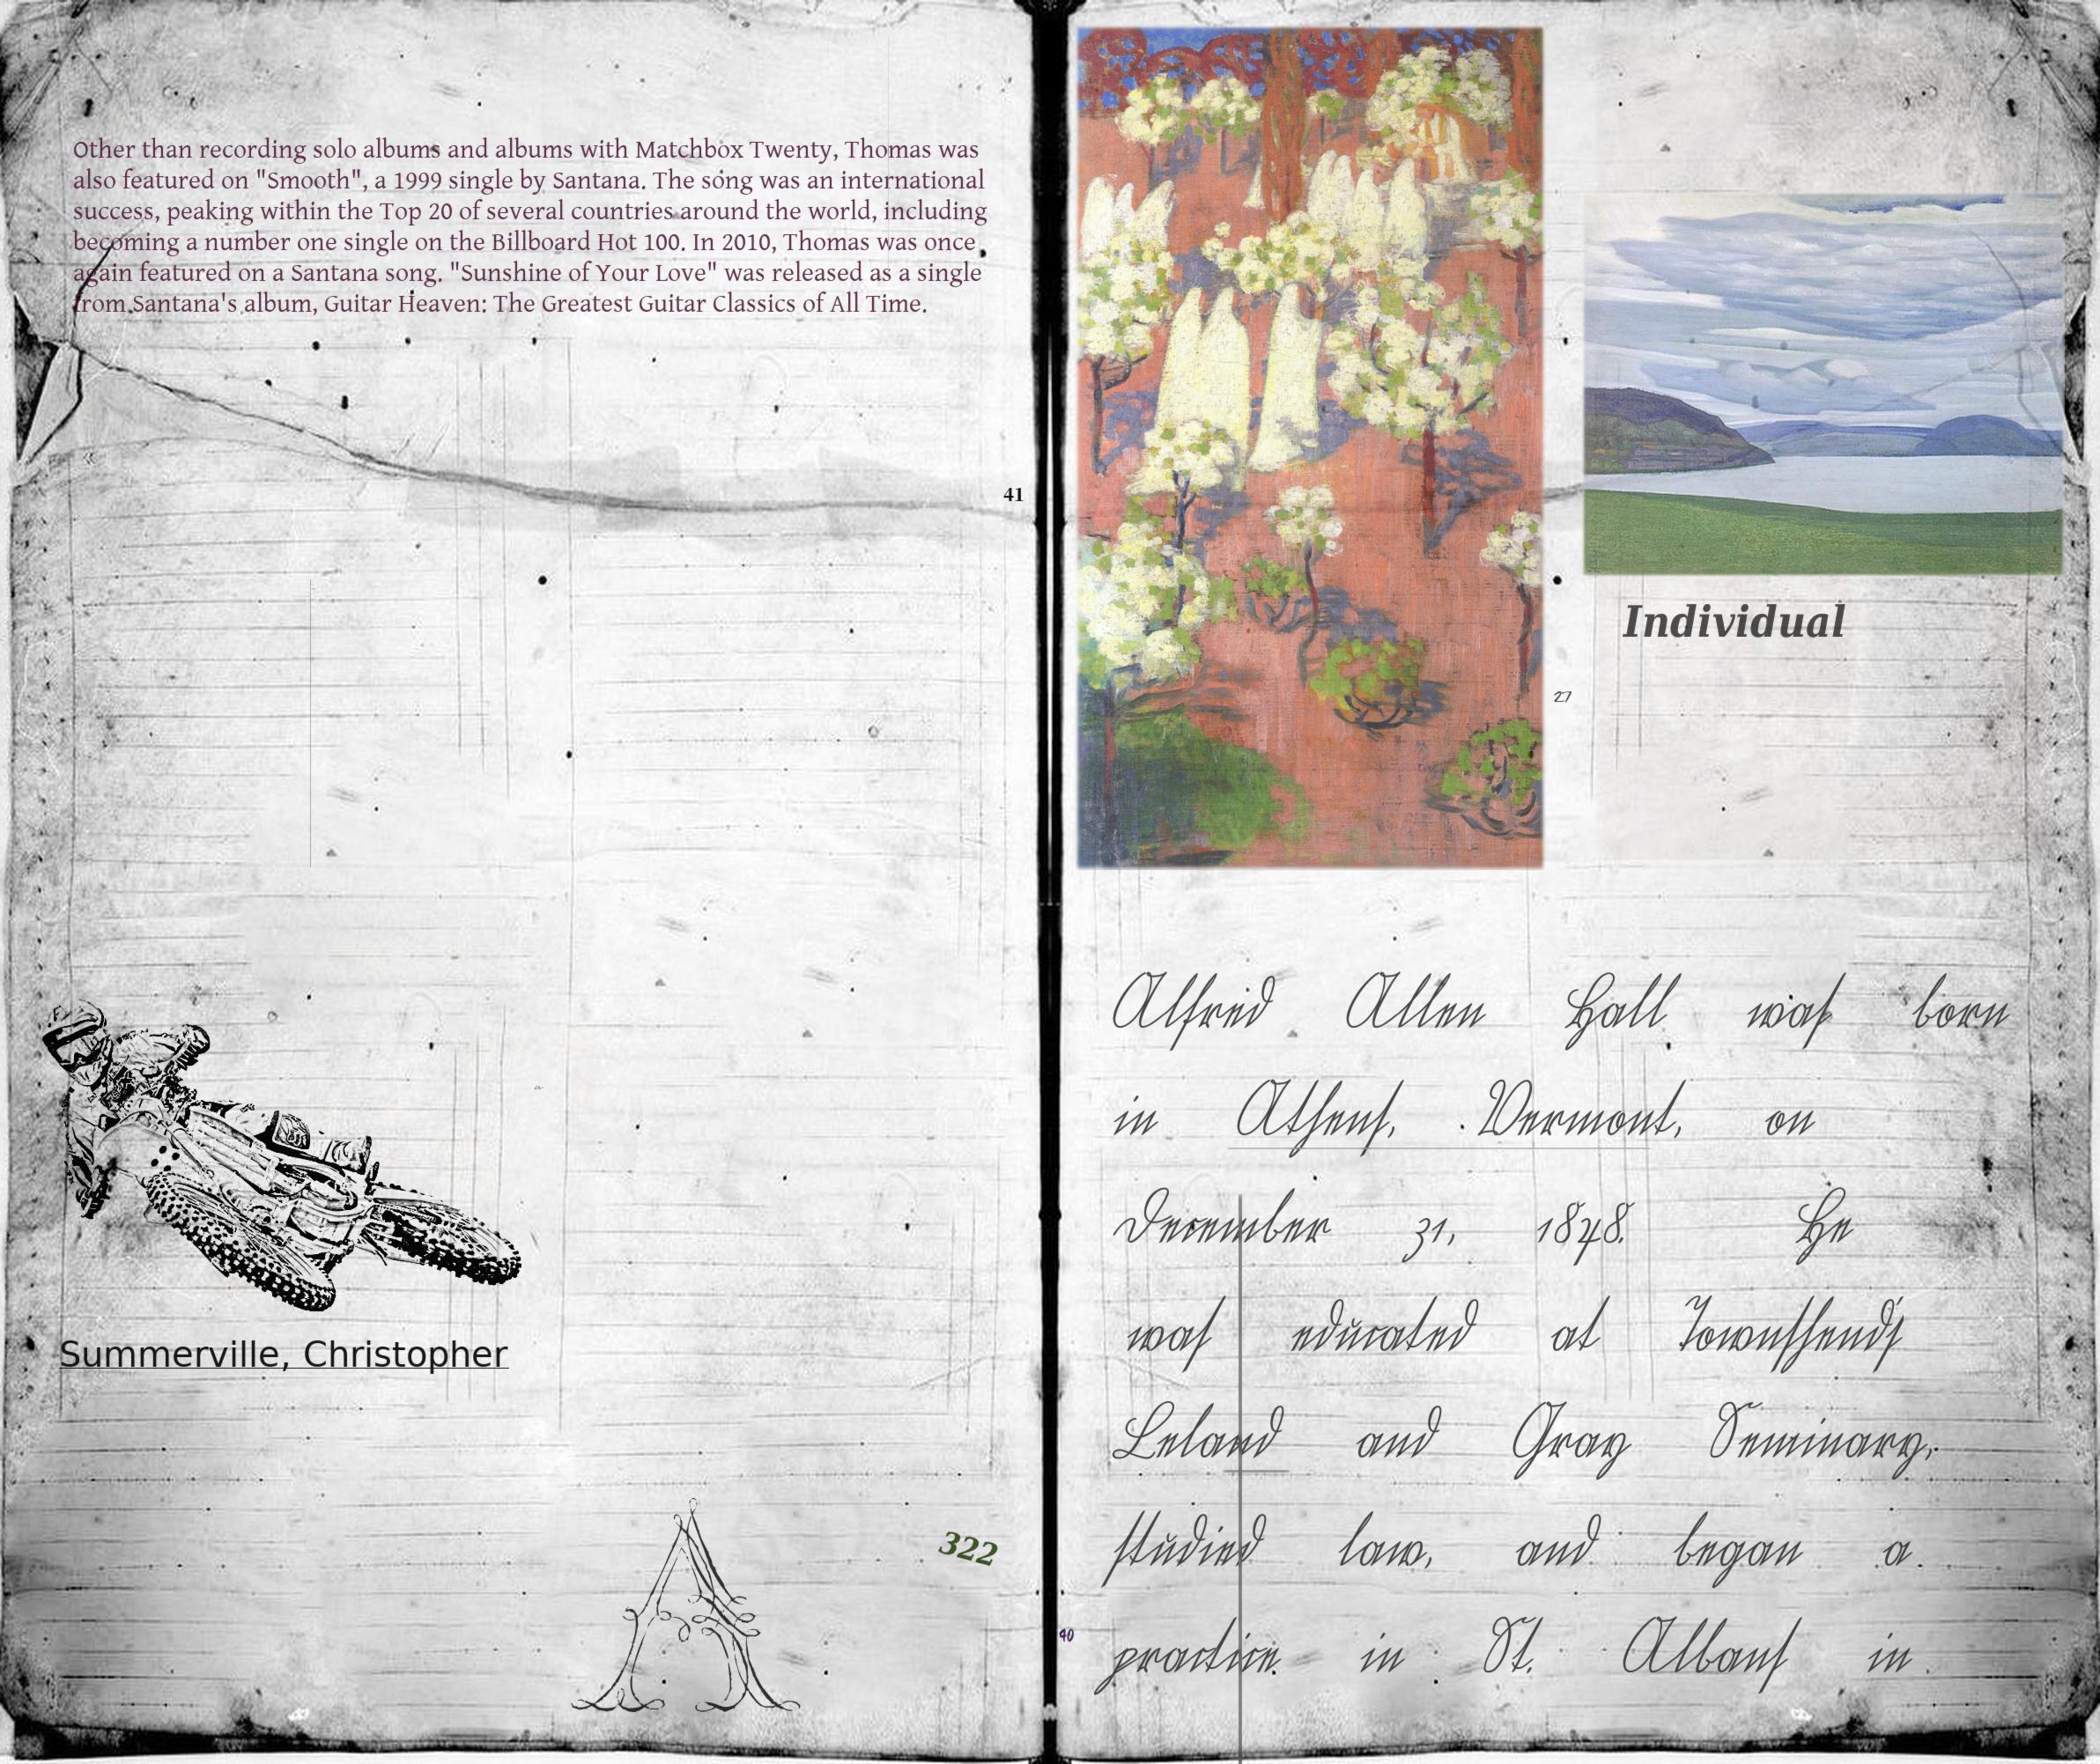 Other than recording solo albums and albums with Matchbox Twenty, Thomas was
also featured on "Smooth", a 1999 single by Santana. The song was an international
success, peaking within the Top 20 of several countries around the world, including
becoming a number one single on the Billboard Hot 100. In 2010, Thomas was once
again featured on a Santana song. "Sunshine of Your Love" was released as a single
from Santana's album, Guitar Heaven: The Greatest Guitar Classics of All Time.
41
Summerville, Christopher
A
322
27
Individual
Alfred Allen Hall was born
in Athens, Vermont, on
December 31, 1848. He
was educated at Townshend's
Leland and Gray Seminary,
studied law, and began a
practice in St. Albans in
40